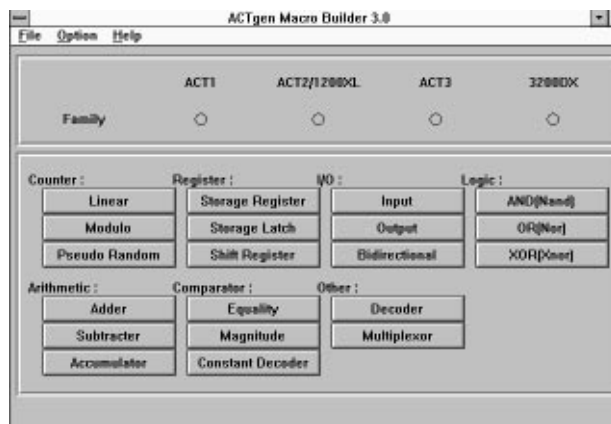 ACTgen Macro Builder 3.0
File Option Help
ACT1 ACT2/1200XL ACT3 3200DX
Family
Counter : Register : I/O : Logic :
Linear Storage Register Input AND(Nand)
Modulo Storage Latch Output OR(Nor)
Pseudo Random Shift Register Bidirectional XOR(Xnor)
Arithmetic : Comparator : Other :
Adder Equality Decoder
Subtracter Magnitude Multiplexor
Accumulator Constant Decoder